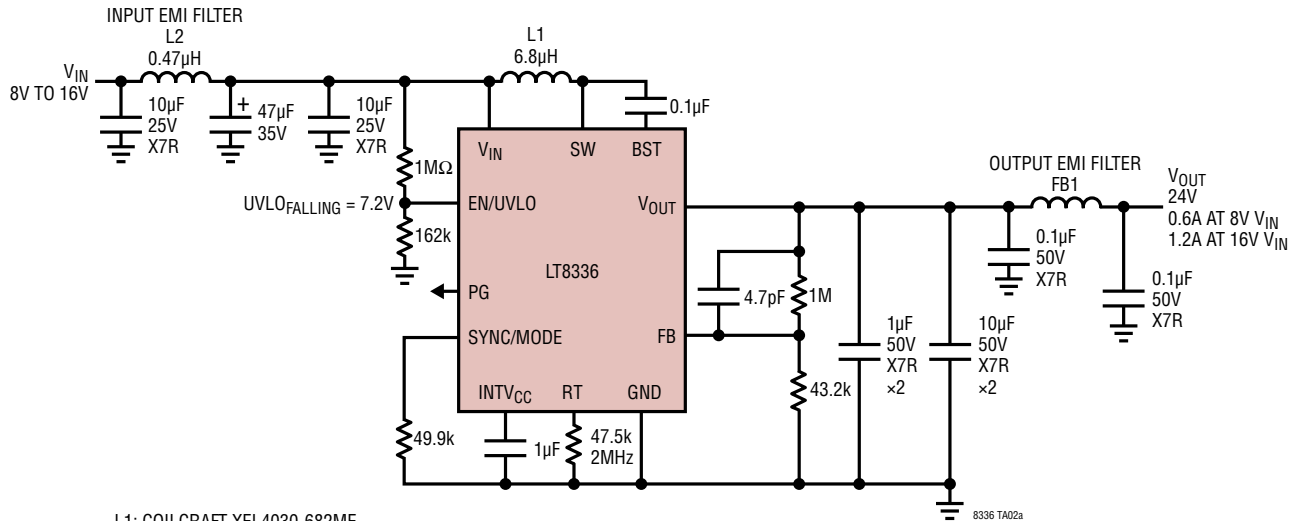 INPUT EMI FILTER
L2
0.47µH
L1
6.8µH
VIN
8V TO 16V
10µF
25V
X7R
+
47µF
35V
10µF
25V
X7R
0.1µF
1MΩ
VIN
SW
BST
UVLOFALLING = 7.2V
EN/UVLO
VOUT
162k
LT8336
PG
4.7pF
1M
SYNC/MODE
FB
INTVCC
RT
GND
49.9k
1µF
47.5k
2MHz
43.2k
1µF
50V
X7R
×2
10µF
50V
X7R
×2
OUTPUT EMI FILTER
FB1
0.1µF
50V
X7R
0.1µF
50V
X7R
VOUT
24V
0.6A AT 8V VIN
1.2A AT 16V VIN
8336 TA02a